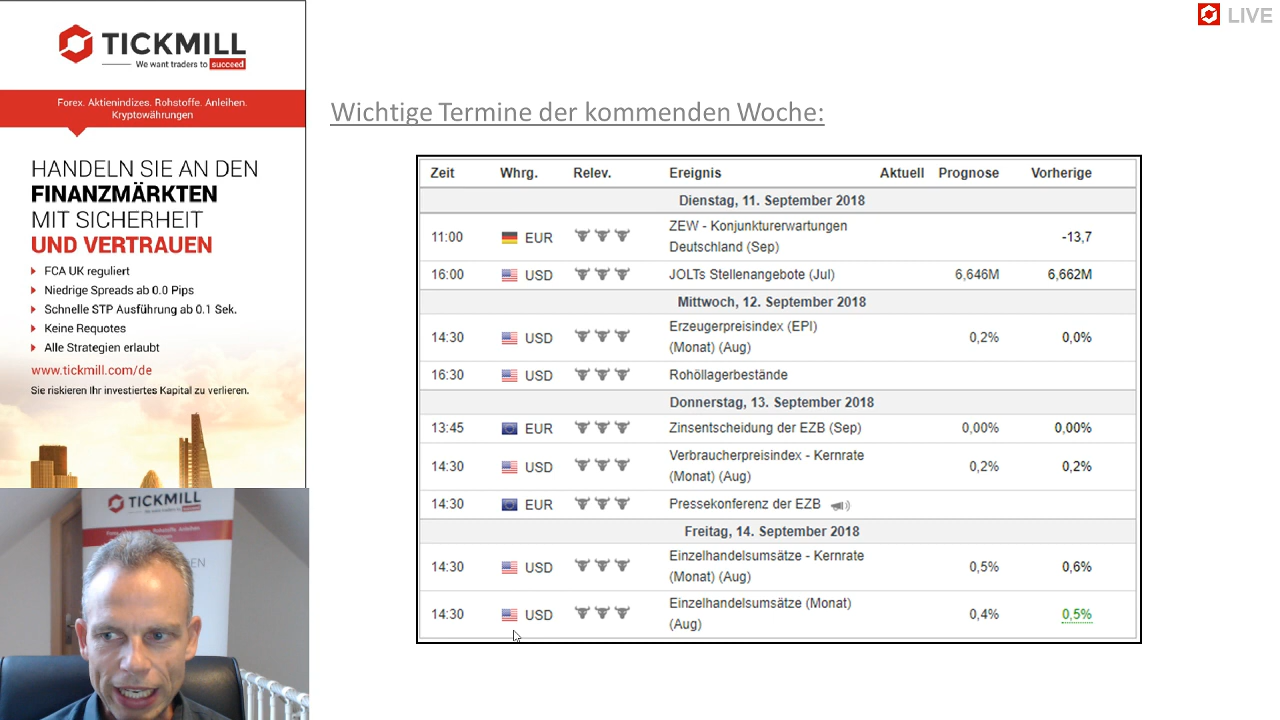 TICKMILL
We want traders to succeed
Forex. Aktienindizes. Rohstoffe. Anleihen.
Kryptowährungen
HANDELN SIE AN DEN
FINANZMÄRKTEN
MIT SICHERHEIT
UND VERTRAUEN
FCA UK reguliert
Niedrige Spreads ab 0.0 Pips
Schnelle STP Ausführung ab 0.1 Sek.
Keine Requotes
Alle Strategien erlaubt
www.tickmill.com/de
Sie riskieren Ihr investiertes Kapital zu verlieren.
TICKMILL
LIVE
Wichtige Termine der kommenden Woche:
Zeit Whrg. Relev. Ereignis Aktuell Prognose Vorherige
Dienstag, 11. September 2018
11:00 EUR ZEW - Konjunkturerwartungen -13,7
Deutschland (Sep)
16:00 USD JOLTs Stellenangebote (Jul) 6,646M 6,662M
Mittwoch, 12. September 2018
14:30 USD Erzeugerpreisindex (EPI) 0,2% 0,0%
(Monat) (Aug)
16:30 USD Rohöllagerbestände
Donnerstag, 13. September 2018
13:45 EUR Zinsentscheidung der EZB (Sep) 0,00% 0,00%
14:30 USD Verbraucherpreisindex - Kernrate 0,2% 0,2%
(Monat) (Aug)
14:30 EUR Pressekonferenz der EZB
Freitag, 14. September 2018
14:30 USD Einzelhandelsumsätze - Kernrate 0,5% 0,6%
(Monat) (Aug)
14:30 USD Einzelhandelsumsätze (Monat) 0,4% 0,5%
(Aug)